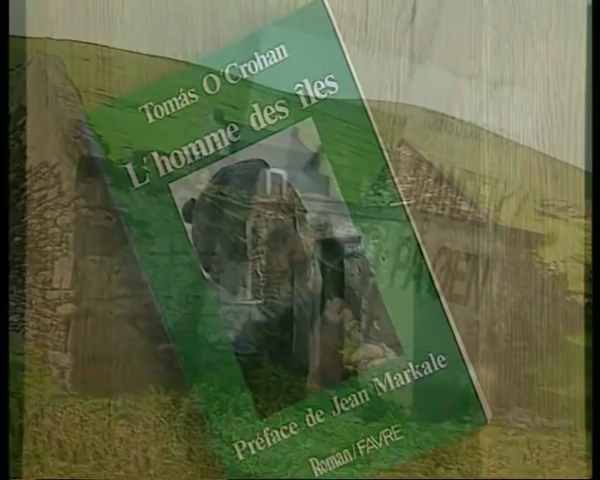 Tomás O'Crohan
L'homme des îles
Préface de Jean Markale
Roman/FAVRE